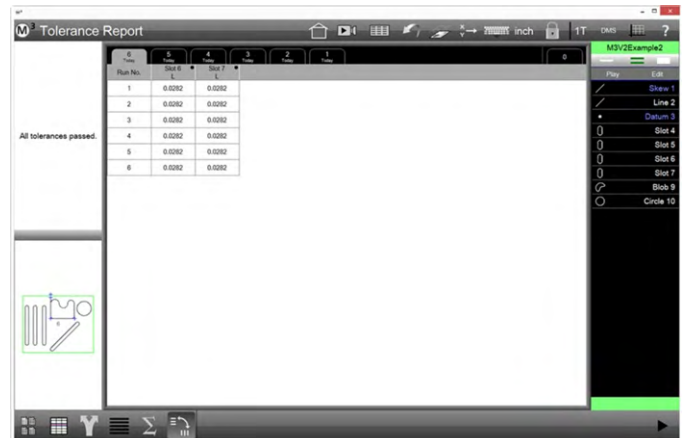 M³ Tolerance Report
inch
1T
DMS
?
M3V2Example2
Play Edit
Skew 1
Line 2
Datum 3
Slot 4
Slot 5
Slot 6
Slot 7
Blob 9
Circle 10
All tolerances passed.
6 5 4 3 2 1 0
Today Today Today Today Today Today
Run No. Slot 6 Slot 7
L L
1 0.0282 0.0282
2 0.0282 0.0282
3 0.0282 0.0282
4 0.0282 0.0282
5 0.0282 0.0282
6 0.0282 0.0282
6